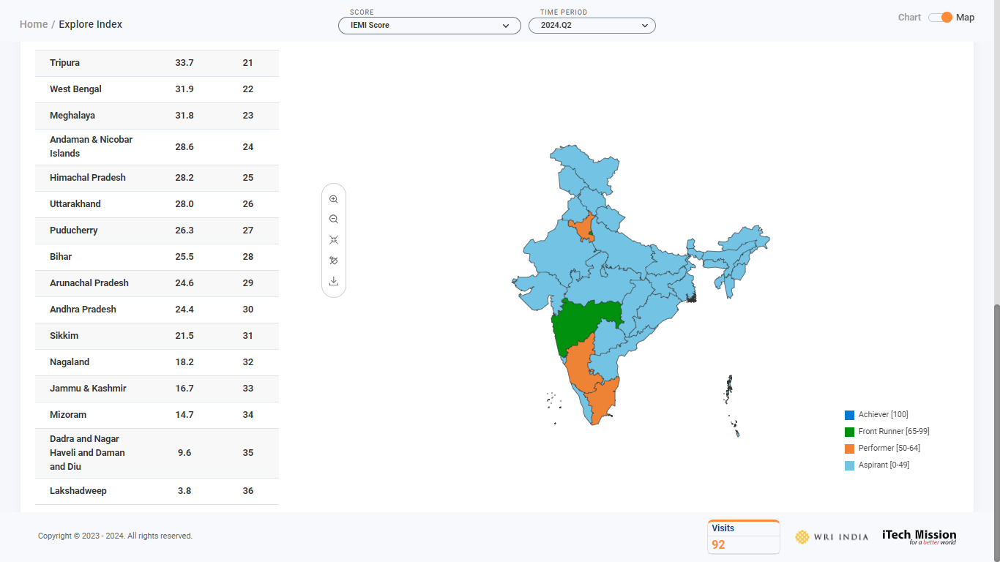 Home / Explore Index
SCORE
IEMI Score
TIME PERIOD
2024.Q2
Chart
Map
Tripura 33.7 21
West Bengal 31.9 22
Meghalaya 31.8 23
Andaman & Nicobar
Islands 28.6 24
Himachal Pradesh 28.2 25
Uttarakhand 28.0 26
Puducherry 26.3 27
Bihar 25.5 28
Arunachal Pradesh 24.6 29
Andhra Pradesh 24.4 30
Sikkim 21.5 31
Nagaland 18.2 32
Jammu & Kashmir 16.7 33
Mizoram 14.7 34
Dadra and Nagar
Haveli and Daman 9.6 35
and Diu
Lakshadweep 3.8 36
Achiever [100]
Front Runner [65-99]
Performer [50-64]
Aspirant [0-49]
Copyright © 2023 - 2024. All rights reserved.
Visits
92
WRI INDIA
iTech Mission
for a better world